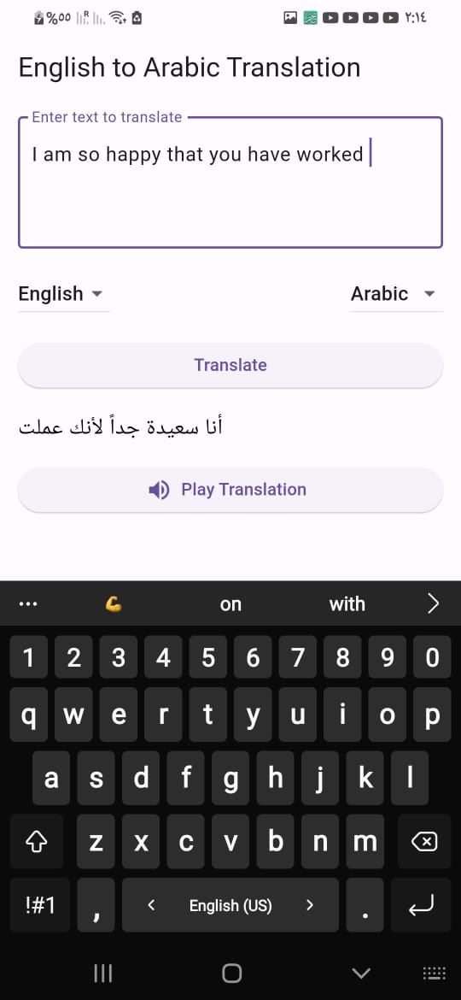 %٥٥ R ٢:١٤
English to Arabic Translation
Enter text to translate
I am so happy that you have worked
English Arabic
Translate
أنا سعيدة جداً لأنك عملت
Play Translation
... on with
1 2 3 4 5 6 7 8 9 0
q w e r t y u i o p
a s d f g h j k l
z x c v b n m
!#1 , < English (US) > .